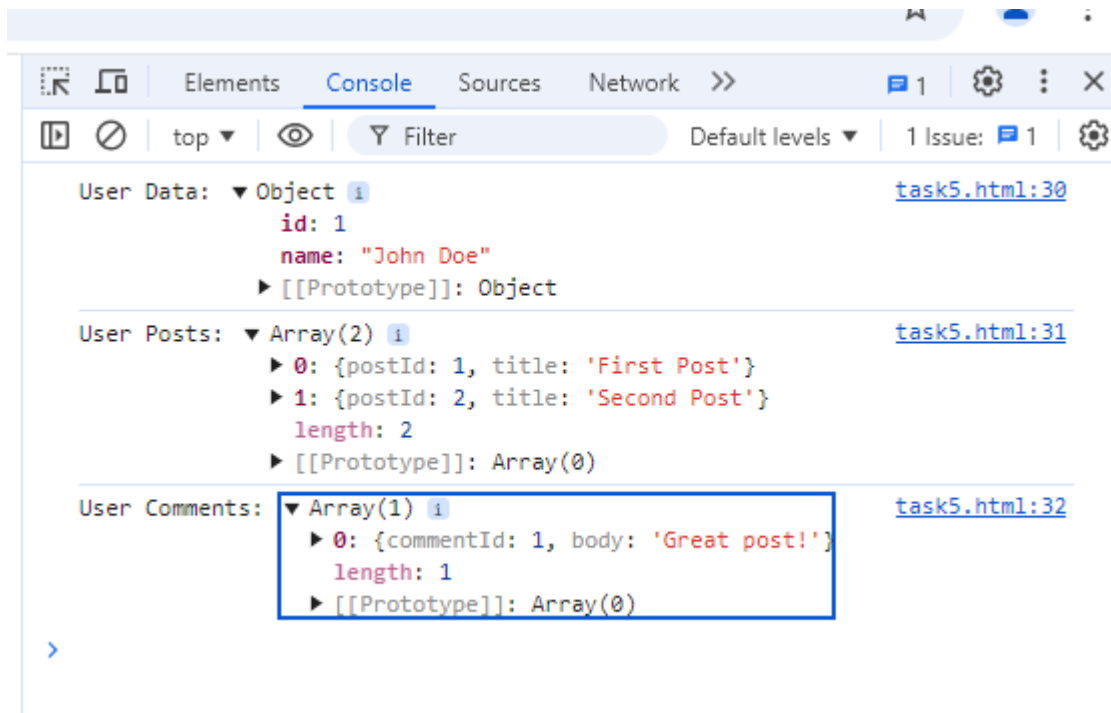 Elements Console Sources Network 1
top Filter Default levels 1 Issue: 1
User Data: Object i task5.html:30
id: 1
name: "John Doe"
[[Prototype]]: Object
User Posts: Array(2) i task5.html:31
0: {postId: 1, title: 'First Post'}
1: {postId: 2, title: 'Second Post'}
length: 2
[[Prototype]]: Array(0)
User Comments: Array(1) i task5.html:32
0: {commentId: 1, body: 'Great post!'}
length: 1
[[Prototype]]: Array(0)